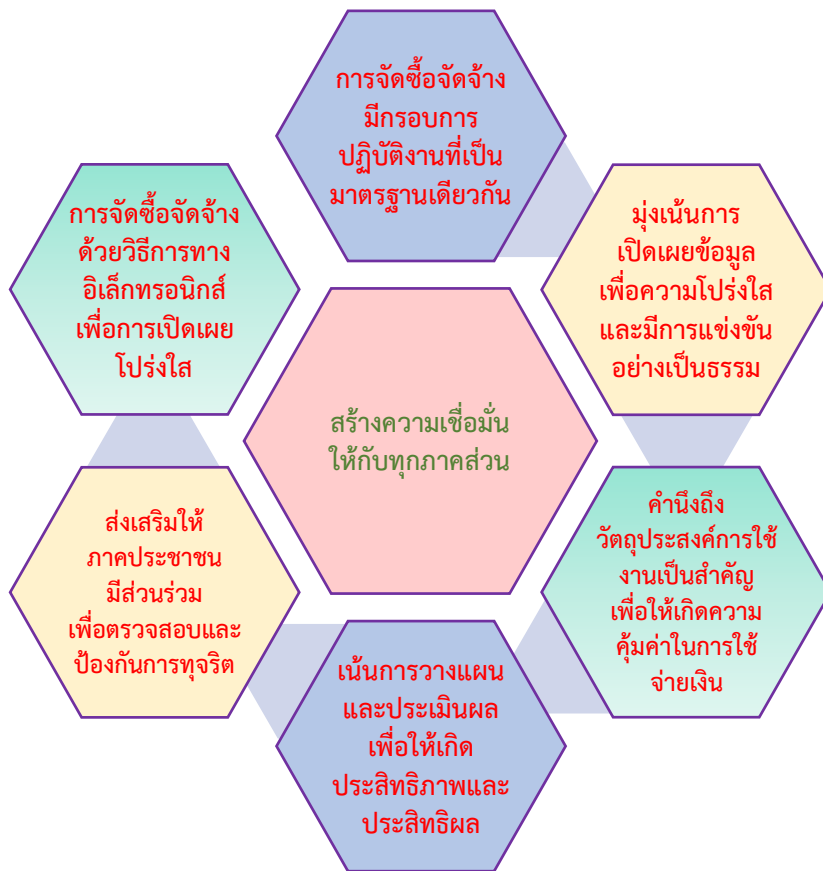 การจัดซื้อจัดจ้าง
มีกรอบการ
ปฏิบัติงานที่เป็น
มาตรฐานเดียวกัน
มุ่งเน้นการ
เปิดเผยข้อมูล
เพื่อความโปร่งใส
และมีการแข่งขัน
อย่างเป็นธรรม
คำนึงถึง
วัตถุประสงค์การใช้
งานเป็นสำคัญ
เพื่อให้เกิดความ
คุ้มค่าในการใช้
จ่ายเงิน
เน้นการวางแผน
และประเมินผล
เพื่อให้เกิด
ประสิทธิภาพและ
ประสิทธิผล
ส่งเสริมให้
ภาคประชาชน
มีส่วนร่วม
เพื่อตรวจสอบและ
ป้องกันการทุจริต
การจัดซื้อจัดจ้าง
ด้วยวิธีการทาง
อิเล็กทรอนิกส์
เพื่อการเปิดเผย
โปร่งใส
สร้างความเชื่อมั่น
ให้กับทุกภาคส่วน